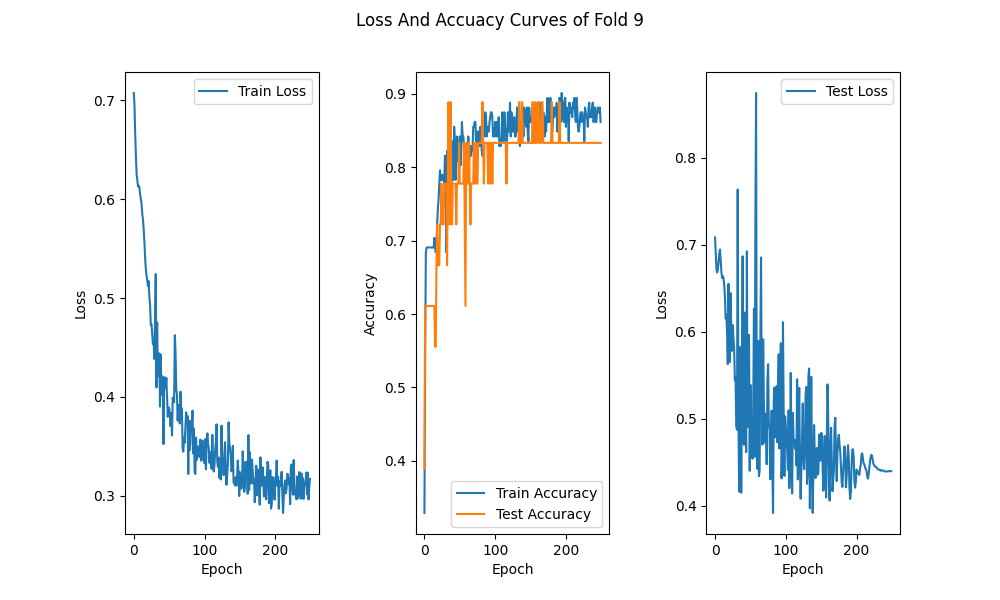 Loss And Accuacy Curves of Fold 9
Train Loss
0.7
0.6
0.5
0.4
0.3
Loss
0
100
200
Epoch
0.9
0.8
0.7
0.6
0.5
0.4
Accuracy
Train Accuracy
Test Accuracy
0
100
200
Epoch
Test Loss
0.8
0.7
0.6
0.5
0.4
Loss
0
100
200
Epoch